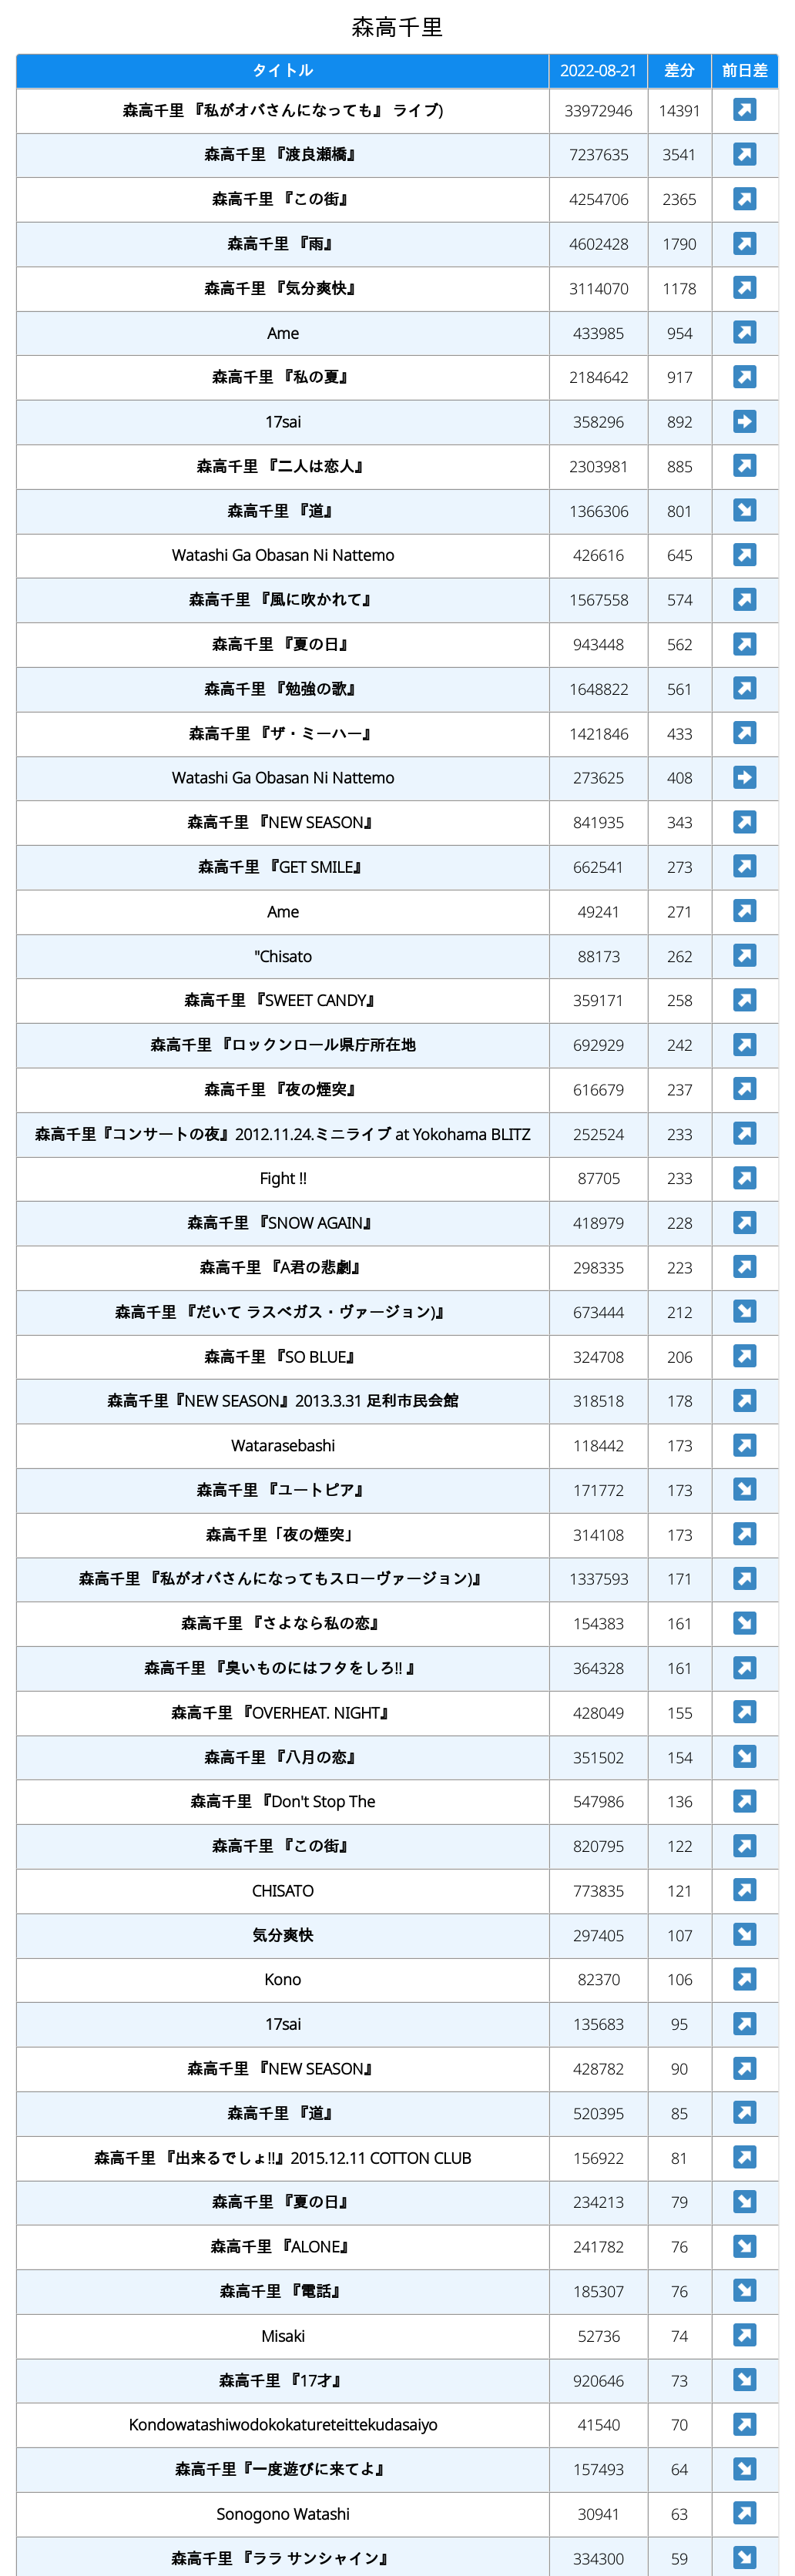 森高千里
タイトル 2022-08-21 差分 前日差
森高千里 『私がオバさんになっても』 ライブ) 33972946 14391
森高千里 『渡良瀬橋』 7237635 3541
森高千里 『この街』 4254706 2365
森高千里 『雨』 4602428 1790
森高千里 『気分爽快』 3114070 1178
Ame 433985 954
森高千里 『私の夏』 2184642 917
17sai 358296 892
森高千里 『二人は恋人』 2303981 885
森高千里 『道』 1366306 801
Watashi Ga Obasan Ni Nattemo 426616 645
森高千里 『風に吹かれて』 1567558 574
森高千里 『夏の日』 943448 562
森高千里 『勉強の歌』 1648822 561
森高千里 『ザ・ミーハー』 1421846 433
Watashi Ga Obasan Ni Nattemo 273625 408
森高千里 『NEW SEASON』 841935 343
森高千里 『GET SMILE』 662541 273
Ame 49241 271
"Chisato 88173 262
森高千里 『SWEET CANDY』 359171 258
森高千里 『ロックンロール県庁所在地 692929 242
森高千里 『夜の煙突』 616679 237
森高千里『コンサートの夜』2012.11.24.ミニライブ at Yokohama BLITZ 252524 233
Fight !! 87705 233
森高千里 『SNOW AGAIN』 418979 228
森高千里 『A君の悲劇』 298335 223
森高千里 『だいて ラスベガス・ヴァージョン)』 673444 212
森高千里 『SO BLUE』 324708 206
森高千里『NEW SEASON』2013.3.31 足利市民会館 318518 178
Watarasebashi 118442 173
森高千里 『ユートピア』 171772 173
森高千里「夜の煙突」 314108 173
森高千里 『私がオバさんになってもスローヴァージョン)』 1337593 171
森高千里 『さよなら私の恋』 154383 161
森高千里 『臭いものにはフタをしろ!! 』 364328 161
森高千里 『OVERHEAT. NIGHT』 428049 155
森高千里 『八月の恋』 351502 154
森高千里 『Don't Stop The 547986 136
森高千里 『この街』 820795 122
CHISATO 773835 121
気分爽快 297405 107
Kono 82370 106
17sai 135683 95
森高千里 『NEW SEASON』 428782 90
森高千里 『道』 520395 85
森高千里 『出来るでしょ!!』2015.12.11 COTTON CLUB 156922 81
森高千里 『夏の日』 234213 79
森高千里 『ALONE』 241782 76
森高千里 『電話』 185307 76
Misaki 52736 74
森高千里 『17才』 920646 73
Kondowatashiwodokokatureteittekudasaiyo 41540 70
森高千里『一度遊びに来てよ』 157493 64
Sonogono Watashi 30941 63
森高千里 『ララ サンシャイン』 334300 59